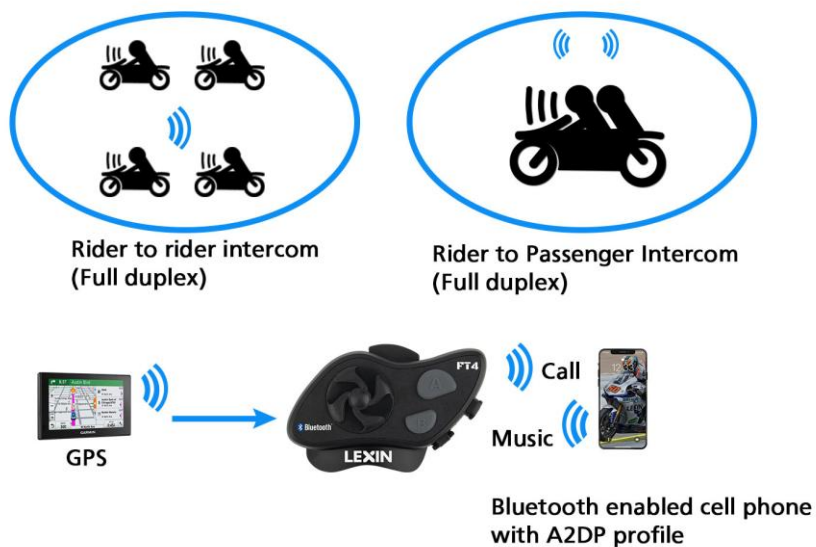 Rider to rider intercom
(Full duplex)
Rider to Passenger Intercom
(Full duplex)
FT4
A
B
Bluetooth
LEXIN
GARMIN
GPS
Call
Music
Bluetooth enabled cell phone
with A2DP profile